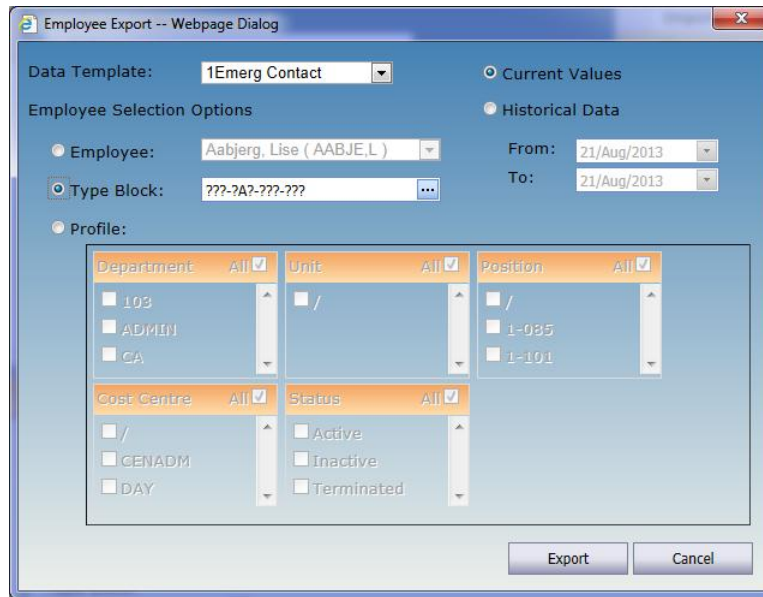 Employee Export -- Webpage Dialog
Data Template: 1Emerg Contact
Current Values
Employee Selection Options
Historical Data
Employee: Aabjerg, Lise ( AABJE,L )
From: 21/Aug/2013
Type Block: ???-?A?-???-???
To: 21/Aug/2013
Profile:
Department All
Unit All
Position All
103
ADMIN
CA
/
/
1-085
1-101
Cost Centre All
Status All
/
CENADM
DAY
Active
Inactive
Terminated
Export
Cancel